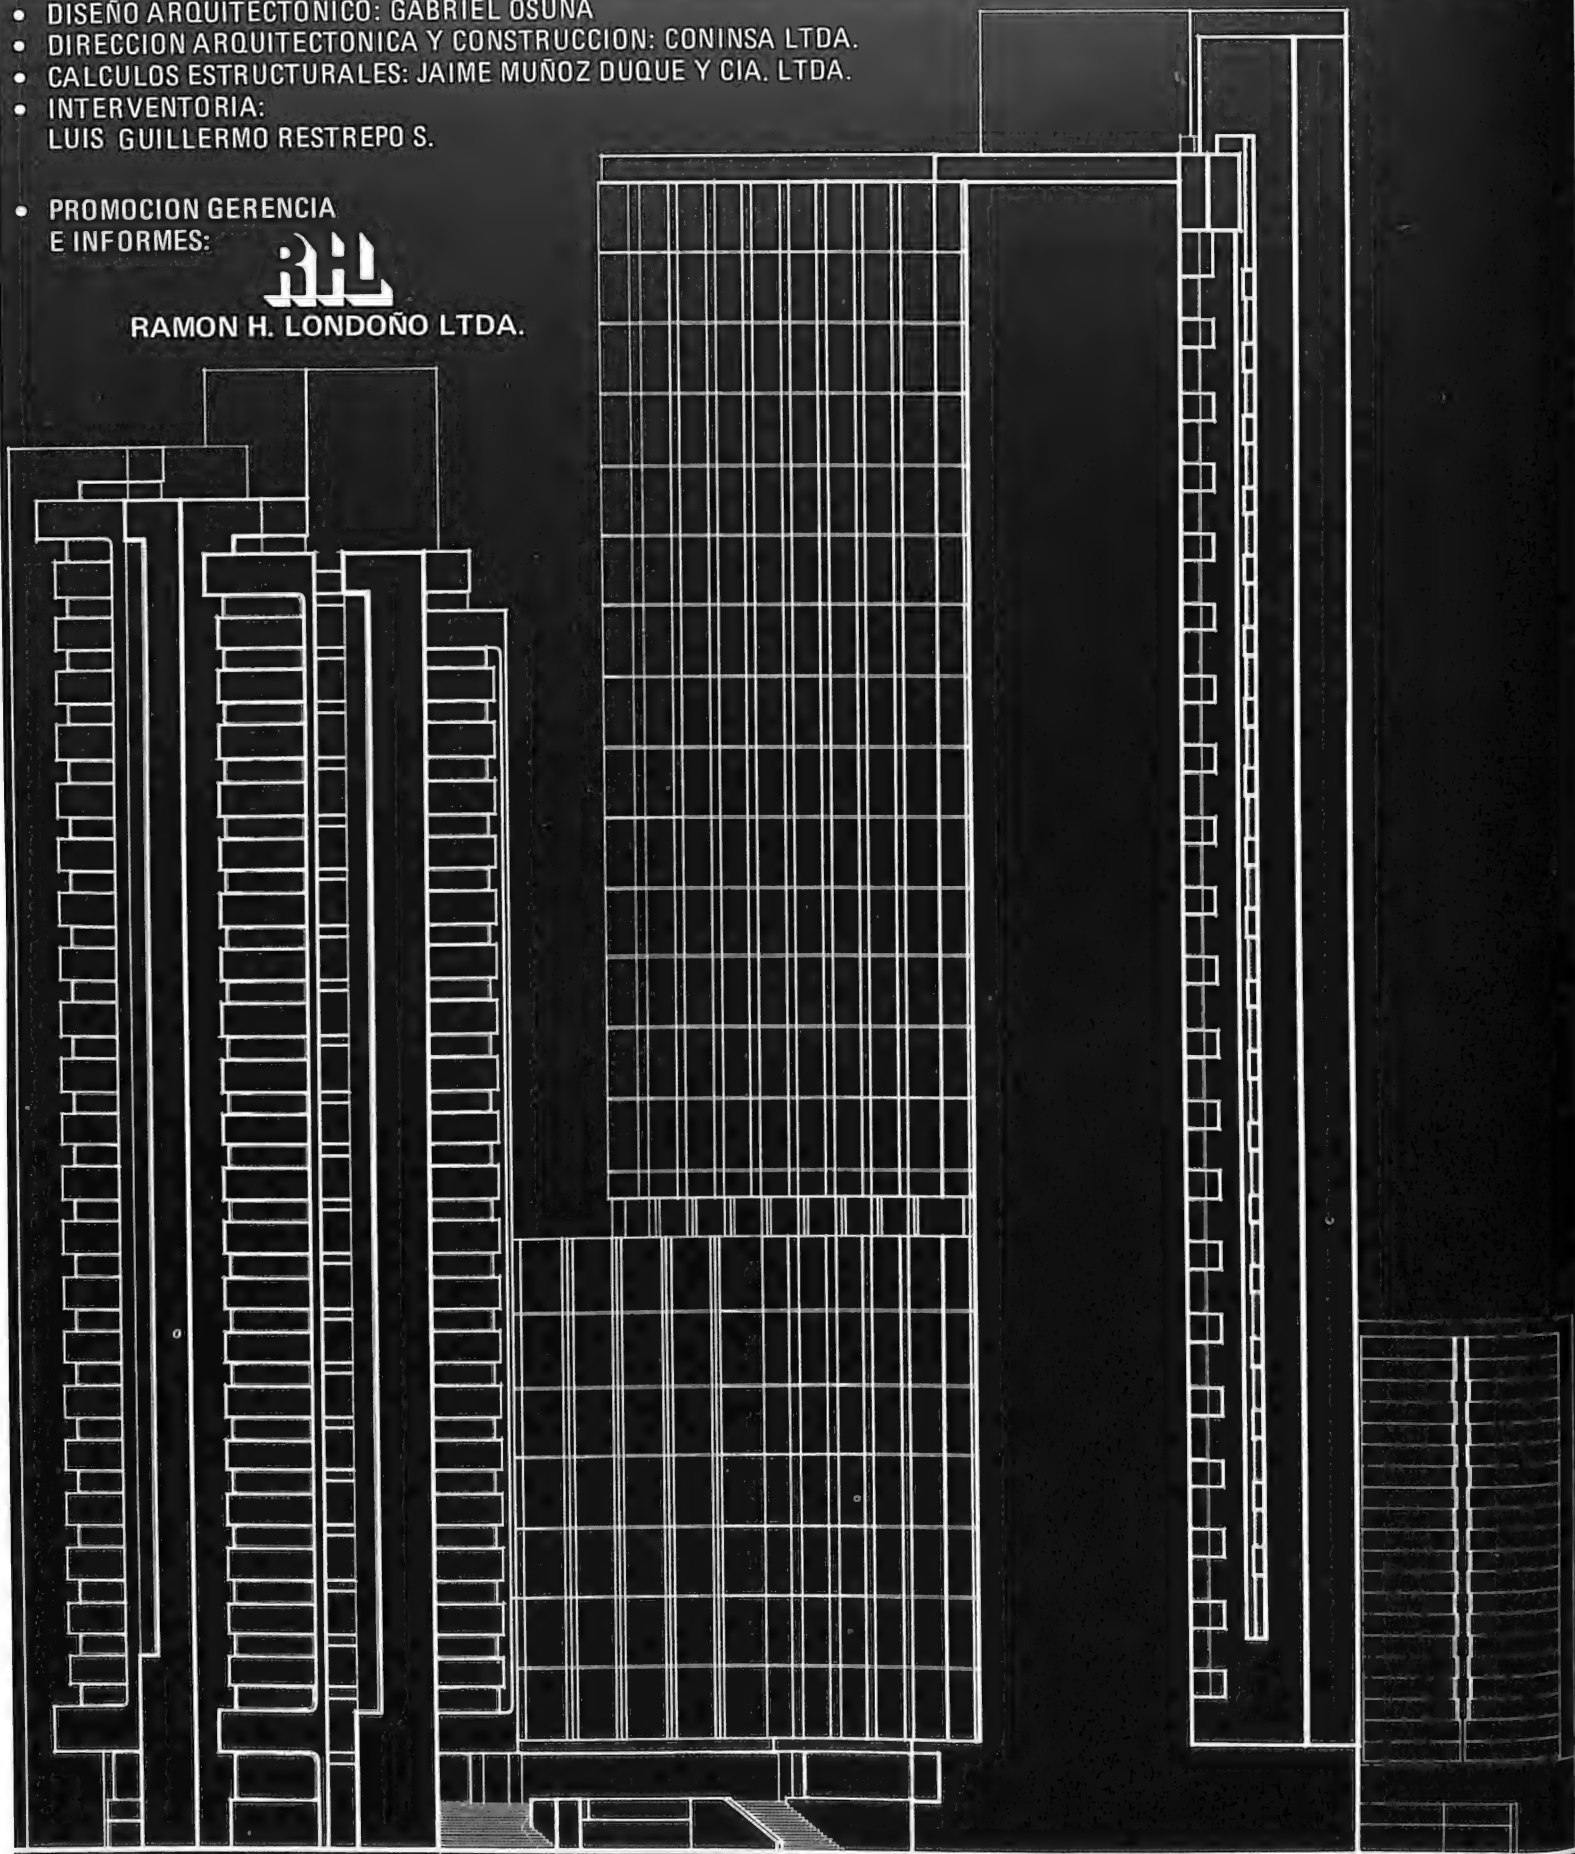 • DISEÑO ARQUITECTONICO: GABRIEL OSUNA
• DIRECCION ARQUITECTONICA Y CONSTRUCCION: CONINSA LTDA.
• CALCULOS ESTRUCTURALES: JAIME MUÑOZ DUQUE Y CIA. LTDA.
• INTERVENTORIA:
LUIS GUILLERMO RESTREPO S.
• PROMOCION GERENCIA
E INFORMES:
RHL
RAMON H. LONDOÑO LTDA.